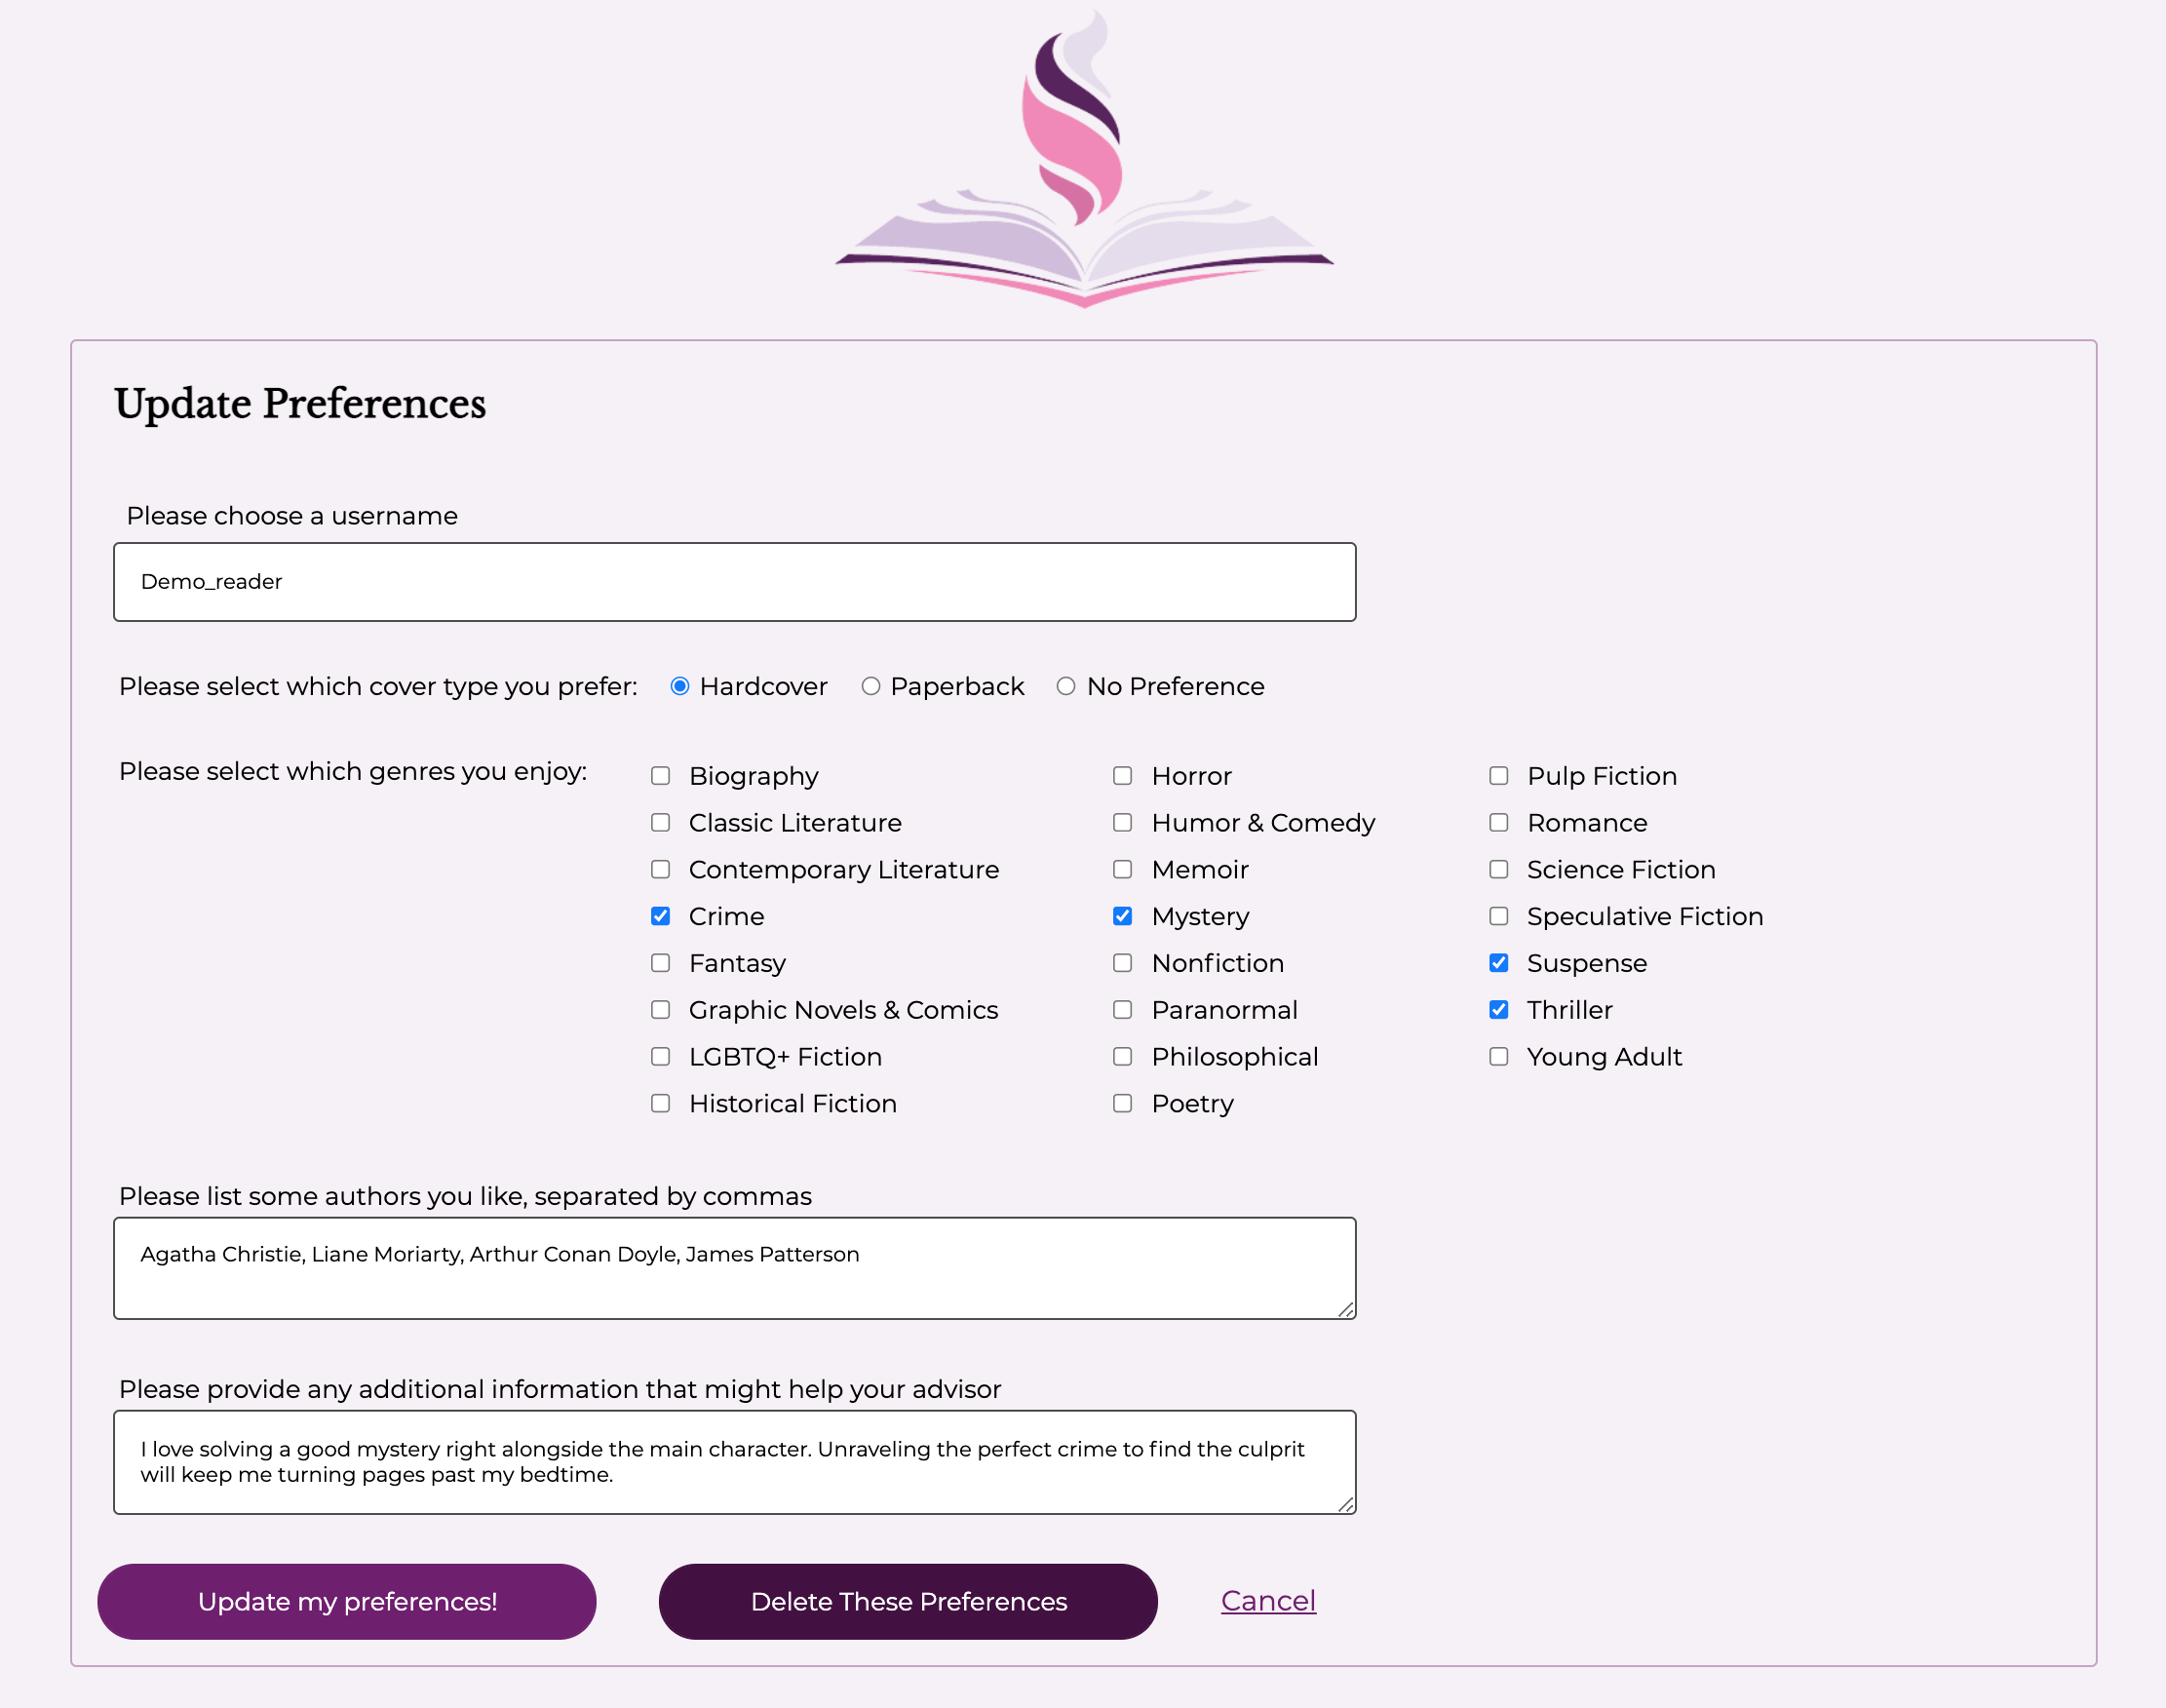 Update Preferences
Please choose a username
Demo_reader
Please select which cover type you prefer: Hardcover Paperback No Preference
Please select which genres you enjoy:
Biography
Classic Literature
Contemporary Literature
Crime
Fantasy
Graphic Novels & Comics
LGBTQ+ Fiction
Historical Fiction
Horror
Humor & Comedy
Memoir
Mystery
Nonfiction
Paranormal
Philosophical
Poetry
Pulp Fiction
Romance
Science Fiction
Speculative Fiction
Suspense
Thriller
Young Adult
Please list some authors you like, separated by commas
Agatha Christie, Liane Moriarty, Arthur Conan Doyle, James Patterson
Please provide any additional information that might help your advisor
I love solving a good mystery right alongside the main character. Unraveling the perfect crime to find the culprit
will keep me turning pages past my bedtime.
Update my preferences! Delete These Preferences Cancel